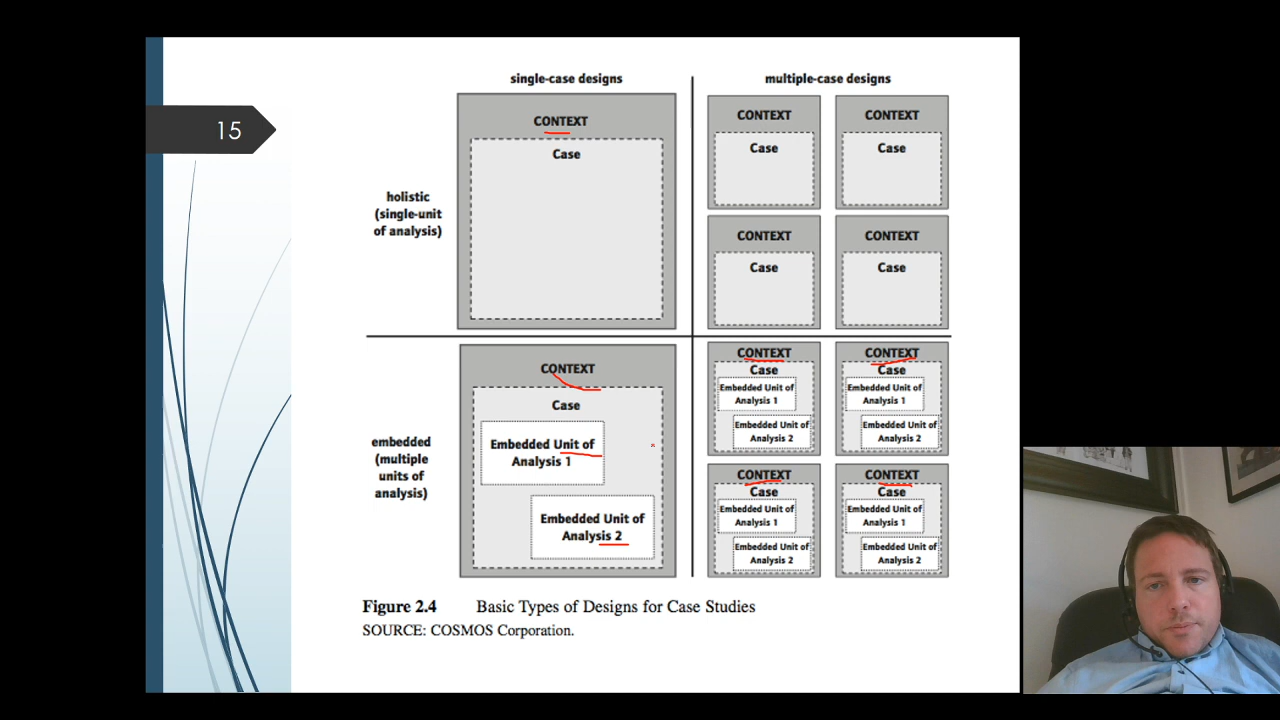 15
single-case designs
multiple-case designs
holistic
(single-unit
of analysis)
CONTEXT
Case
CONTEXT
Case
CONTEXT
Case
CONTEXT
Case
CONTEXT
Case
embedded
(multiple
units of
analysis)
CONTEXT
Case
Embedded Unit of
Analysis 1
Embedded Unit of
Analysis 2
CONTEXT
Case
Embedded Unit of
Analysis 1
Embedded Unit of
Analysis 2
CONTEXT
Case
Embedded Unit of
Analysis 1
Embedded Unit of
Analysis 2
CONTEXT
Case
Embedded Unit of
Analysis 1
Embedded Unit of
Analysis 2
CONTEXT
Case
Embedded Unit of
Analysis 1
Embedded Unit of
Analysis 2
Figure 2.4 Basic Types of Designs for Case Studies
SOURCE: COSMOS Corporation.